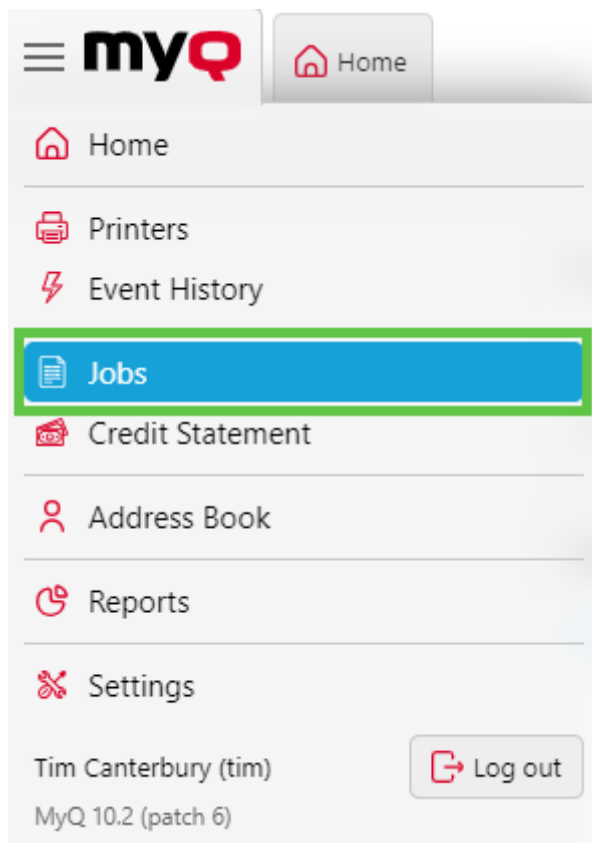 myQ
Home
Home
Printers
Event History
Jobs
Credit Statement
Address Book
Reports
Settings
Tim Canterbury (tim)
Log out
MyQ 10.2 (patch 6)